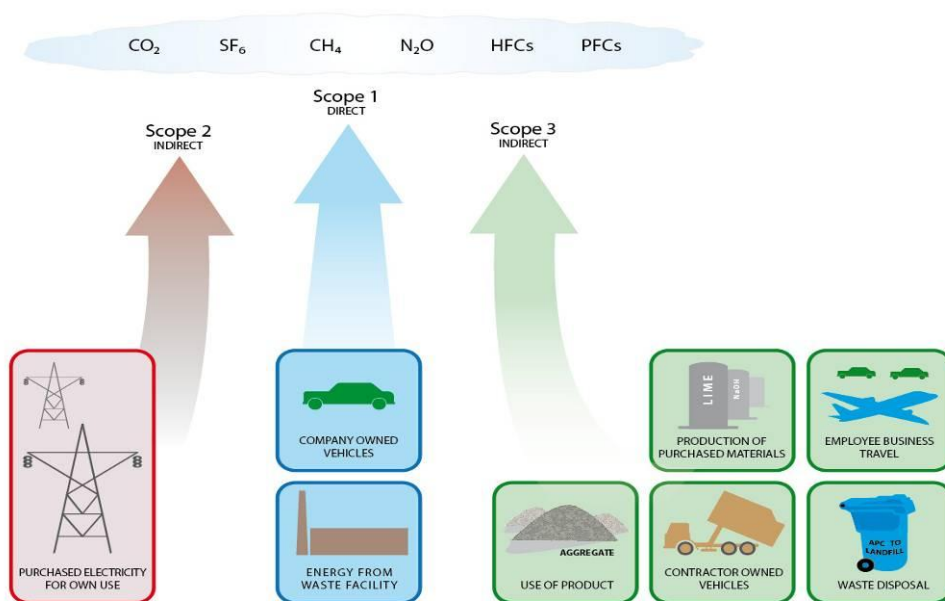 CO₂ SF₆ CH₄ N₂O HFCs PFCs
Scope 1
DIRECT
Scope 2
INDIRECT
Scope 3
INDIRECT
PURCHASED ELECTRICITY
FOR OWN USE
COMPANY OWNED
VEHICLES
ENERGY FROM
WASTE FACILITY
LIME
NaOH
PRODUCTION OF
PURCHASED MATERIALS
EMPLOYEE BUSINESS
TRAVEL
AGGREGATE
USE OF PRODUCT
CONTRACTOR OWNED
VEHICLES
APC TO
LANDFILL
WASTE DISPOSAL